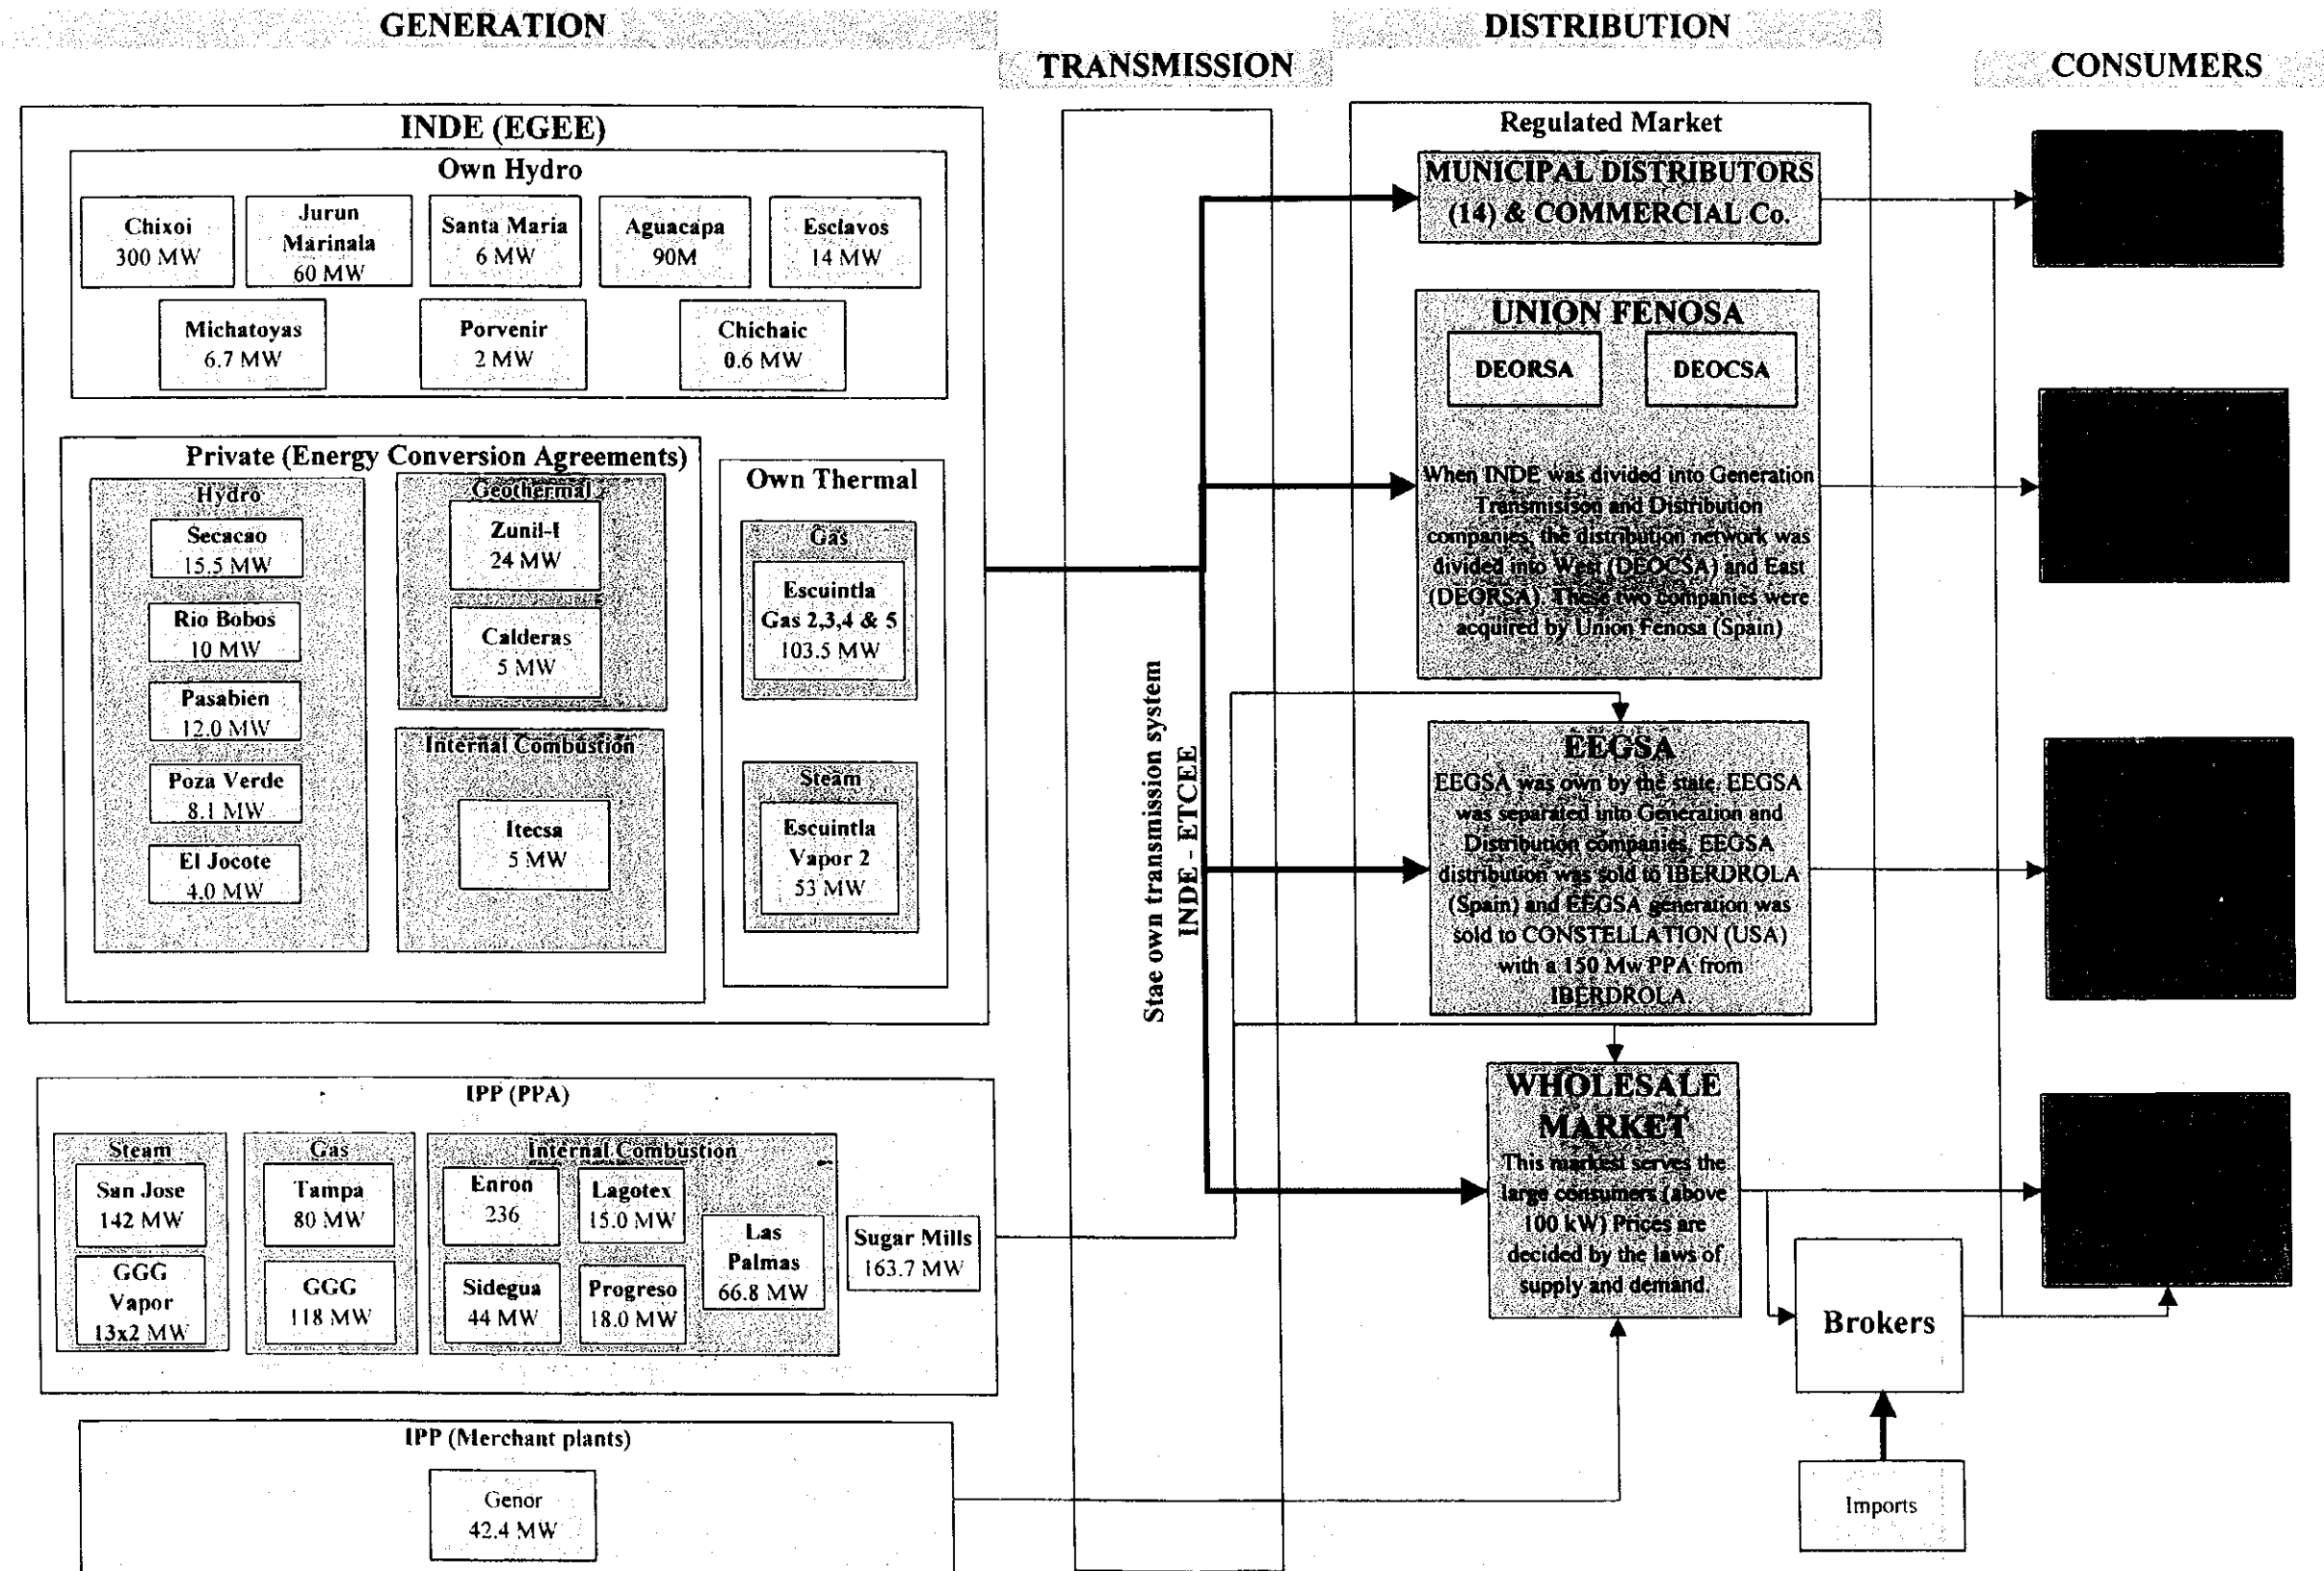 GENERATION
TRANSMISSION
DISTRIBUTION
CONSUMERS
INDE (EGEE)
Own Hydro
Chixoi
300 MW
Jurun
Marinala
60 MW
Santa Maria
6 MW
Aguacapa
90M
Esclavos
14 MW
Michatoyas
6.7 MW
Porvenir
2 MW
Chichaic
0.6 MW
Private (Energy Conversion Agreements)
Hydro
Secacao
15.5 MW
Rio Bobos
10 MW
Pasabien
12.0 MW
Poza Verde
8.1 MW
El Jocote
4.0 MW
Geothermal
Zunil-I
24 MW
Calderas
5 MW
Internal Combustion
Itecsa
5 MW
Own Thermal
Gas
Escuintla
Gas 2,3,4 & 5
103.5 MW
Steam
Escuintla
Vapor 2
53 MW
IPP (PPA)
Steam
San Jose
142 MW
GGG
Vapor
13x2 MW
Gas
Tampa
80 MW
GGG
118 MW
Internal Combustion
Enron
236
Lagotex
15.0 MW
Sidegua
44 MW
Progreso
18.0 MW
Las
Palmas
66.8 MW
Sugar Mills
163.7 MW
IPP (Merchant plants)
Genor
42.4 MW
Stae own transmission system
INDE - ETCEE
Regulated Market
MUNICIPAL DISTRIBUTORS
(14) & COMMERCIAL Co.
UNION FENOSA
DEORSA
DEOCSA
When INDE was divided into Generation
Transmisison and Distribution
companies, the distribution network was
divided into West (DEOCSA) and East
(DEORSA). These two companies were
acquired by Union Fenosa (Spain)
EEGSA
EEGSA was own by the state. EEGSA
was separated into Generation and
Distribution companies, EEGSA
distribution was sold to IBERDROLA
(Spain) and EEGSA generation was
sold to CONSTELLATION (USA)
with a 150 Mw PPA from
IBERDROLA
WHOLESALE
MARKET
This markest serves the
large consumers (above
100 kW) Prices are
decided by the laws of
supply and demand.
Brokers
Imports